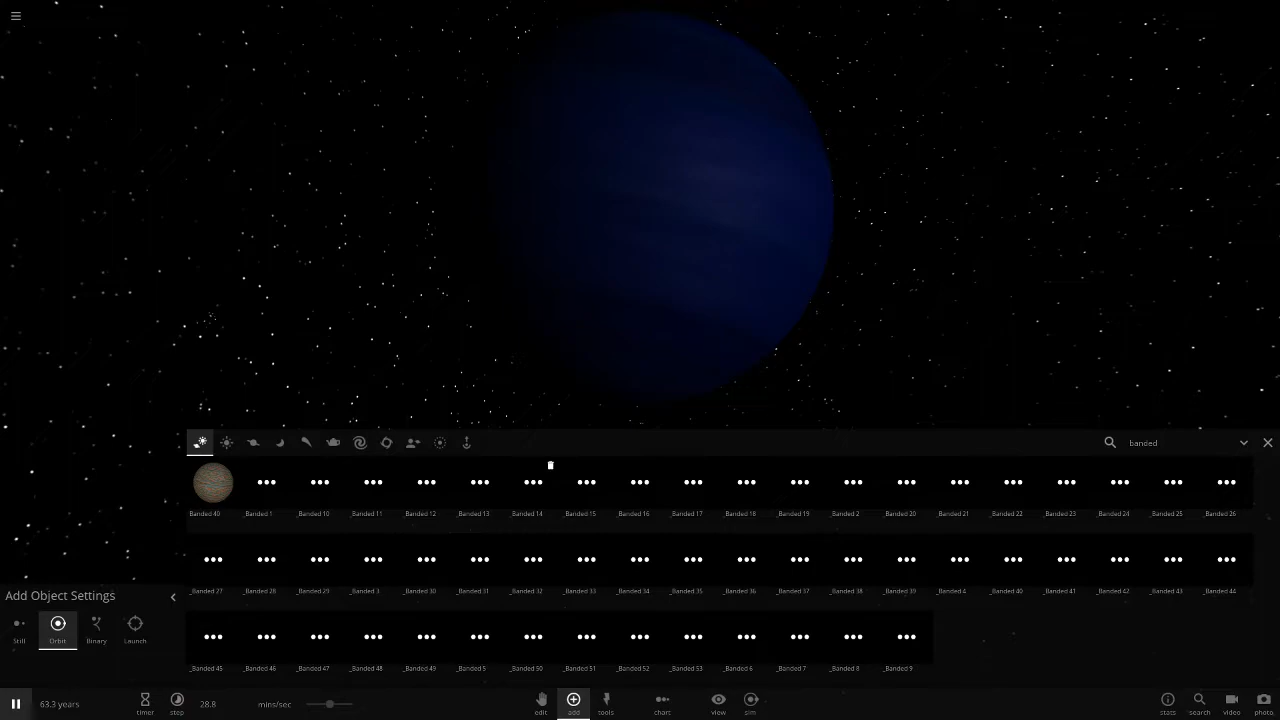 banded
Banded 40 _Banded 1 _Banded 10 _Banded 11 _Banded 12 _Banded 13 _Banded 14 _Banded 15 _Banded 16 _Banded 17 _Banded 18 _Banded 19 _Banded 2 _Banded 20 _Banded 21 _Banded 22 _Banded 23 _Banded 24 _Banded 25 _Banded 26
_Banded 27 _Banded 28 _Banded 29 _Banded 3 _Banded 30 _Banded 31 _Banded 32 _Banded 33 _Banded 34 _Banded 35 _Banded 36 _Banded 37 _Banded 38 _Banded 39 _Banded 4 _Banded 40 _Banded 41 _Banded 42 _Banded 43 _Banded 44
Add Object Settings
Still Orbit Binary Launch
_Banded 45 _Banded 46 _Banded 47 _Banded 48 _Banded 49 _Banded 5 _Banded 50 _Banded 51 _Banded 52 _Banded 53 _Banded 6 _Banded 7 _Banded 8 _Banded 9
63.3 years timer step 28.8 mins/sec edit add tools chart view sim stats search video photo